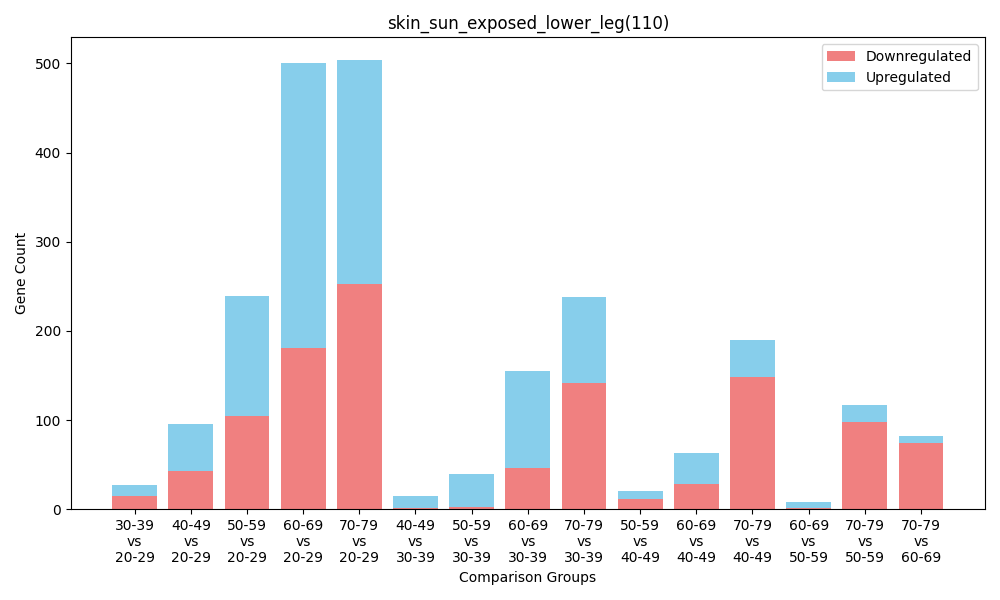 skin_sun_exposed_lower_leg(110)
Downregulated
Upregulated
Gene Count
500
400
300
200
100
0
30-39
vs
20-29
40-49
vs
20-29
50-59
vs
20-29
60-69
vs
20-29
70-79
vs
20-29
40-49
vs
30-39
50-59
vs
30-39
60-69
vs
30-39
70-79
vs
30-39
50-59
vs
40-49
60-69
vs
40-49
70-79
vs
40-49
60-69
vs
50-59
70-79
vs
50-59
70-79
vs
60-69
Comparison Groups